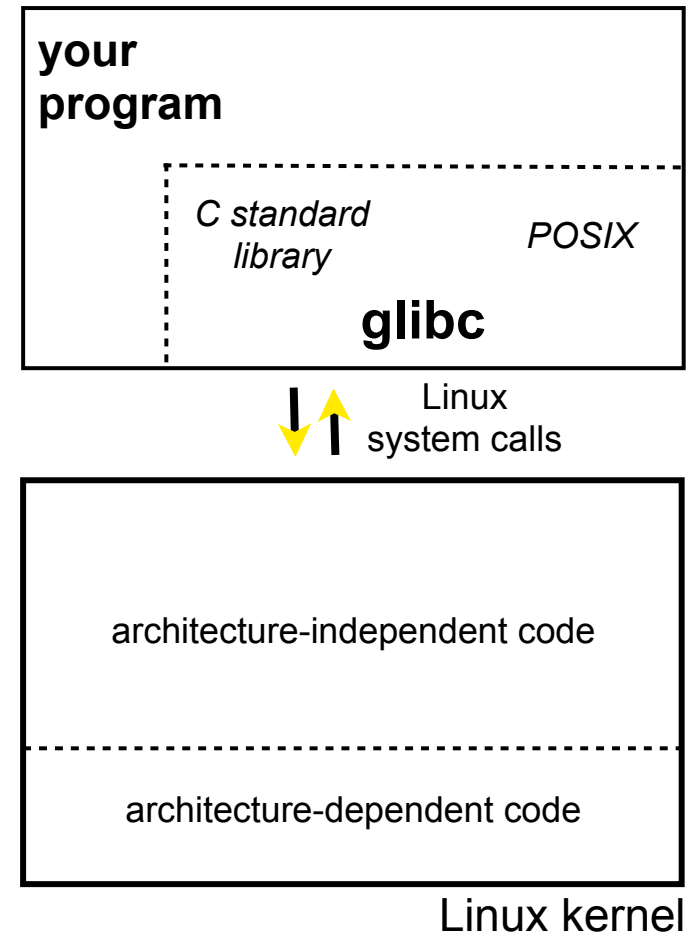 your
program
C standard
library
POSIX
glibc
Linux
system calls
architecture-independent code
architecture-dependent code
Linux kernel